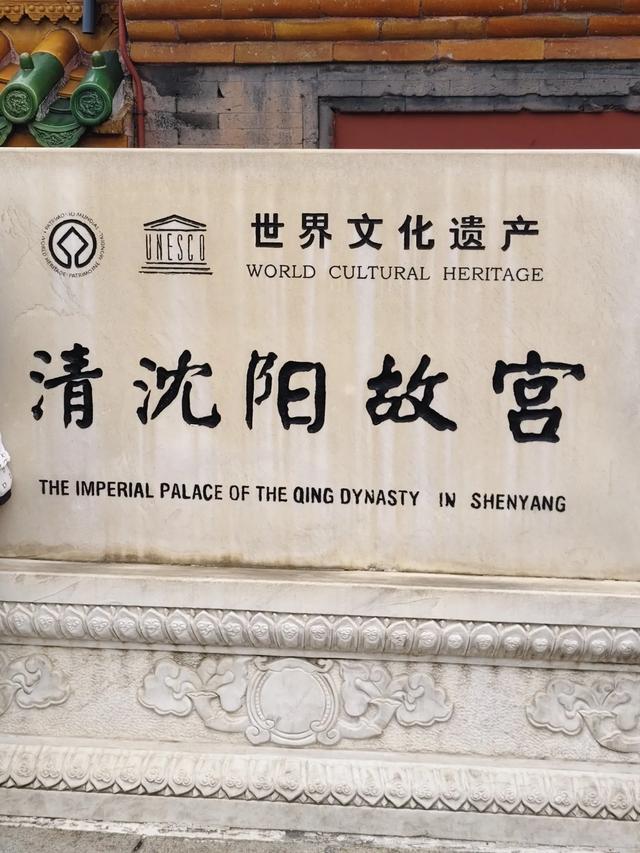 世界文化遗产
UNESCO
WORLD CULTURAL HERITAGE
清沈阳故宫
THE IMPERIAL PALACE OF THE QING DYNASTY IN SHENYANG